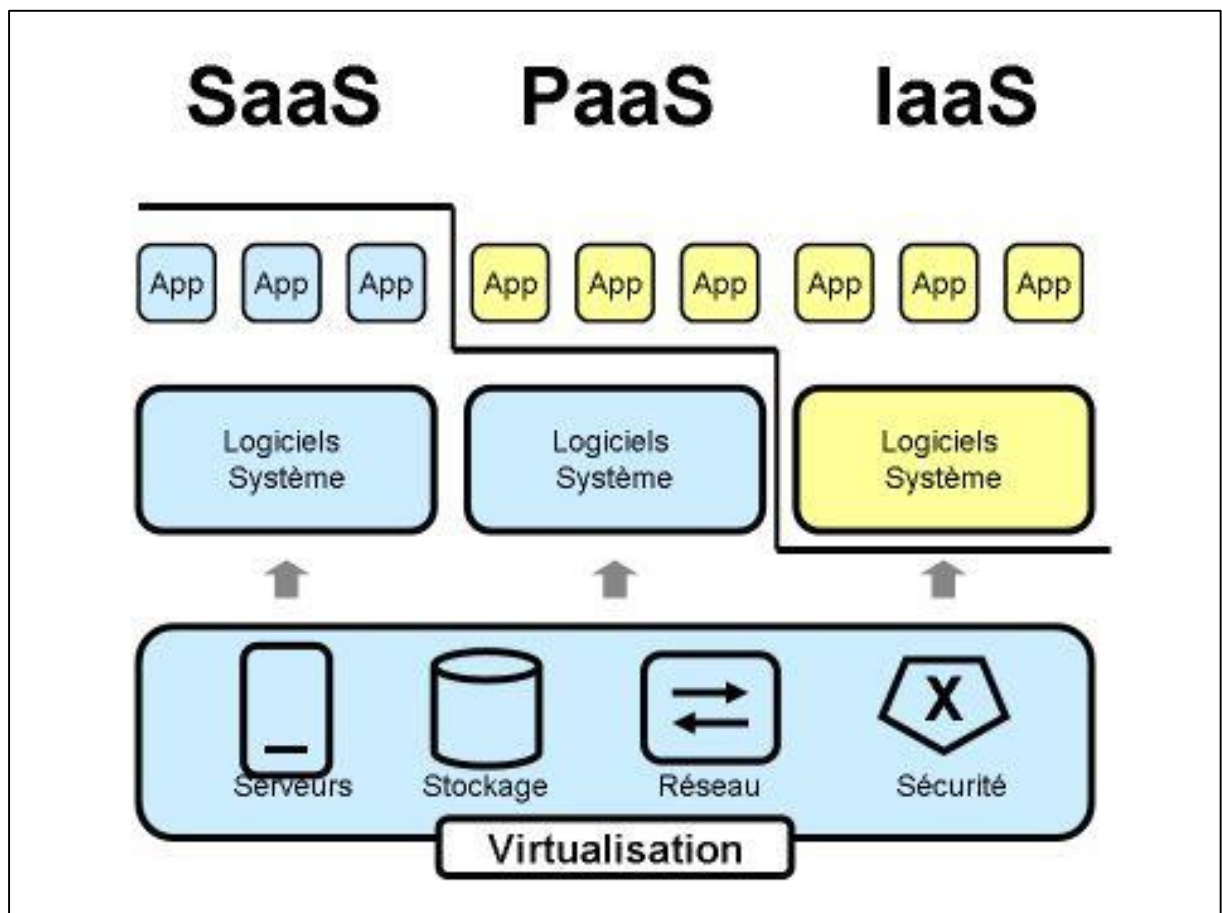 SaaS PaaS IaaS
App App App App App App App App App
Logiciels
Système
Logiciels
Système
Logiciels
Système
Serveurs Stockage Réseau Sécurité
X
Virtualisation